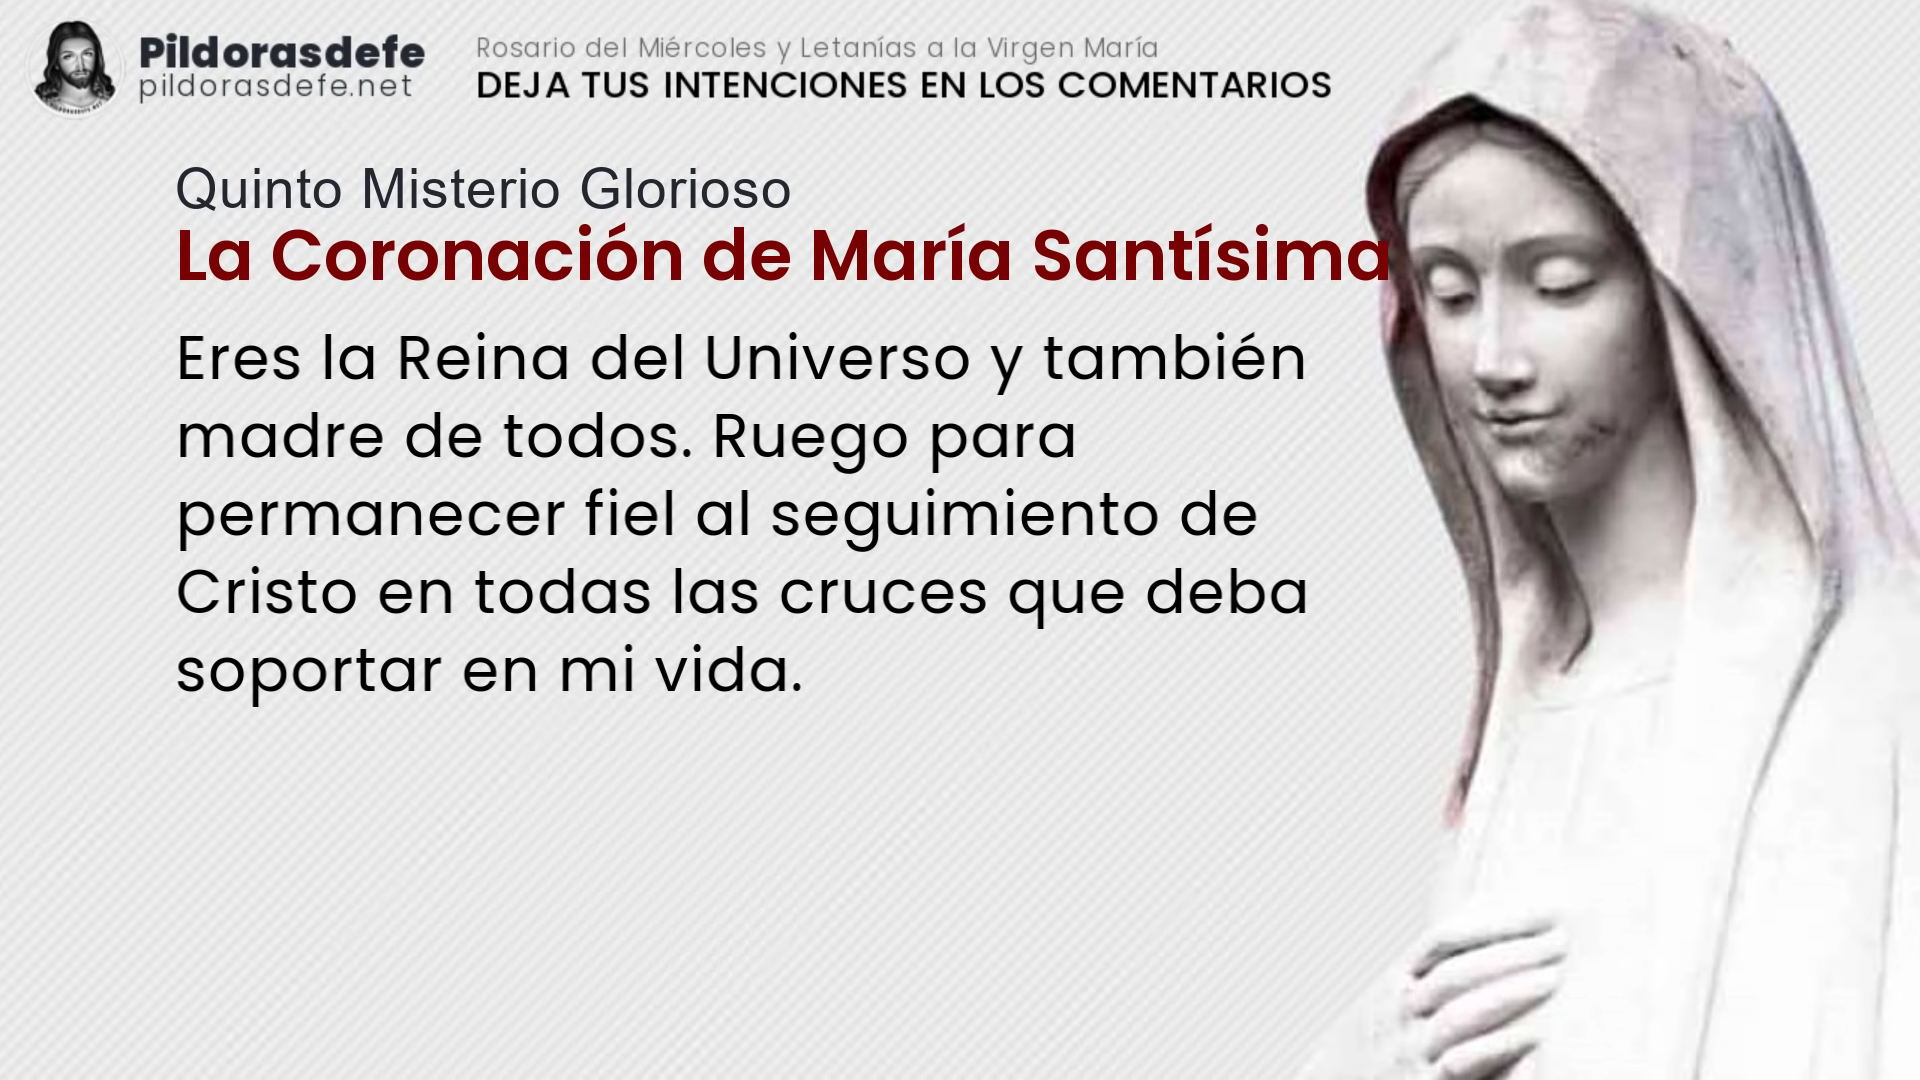 Pildorasdefe
pildorasdefe.net
Rosario del Miércoles y Letanías a la Virgen María
DEJA TUS INTENCIONES EN LOS COMENTARIOS
Quinto Misterio Glorioso
La Coronación de María Santísima
Eres la Reina del Universo y también
madre de todos. Ruego para
permanecer fiel al seguimiento de
Cristo en todas las cruces que deba
soportar en mi vida.